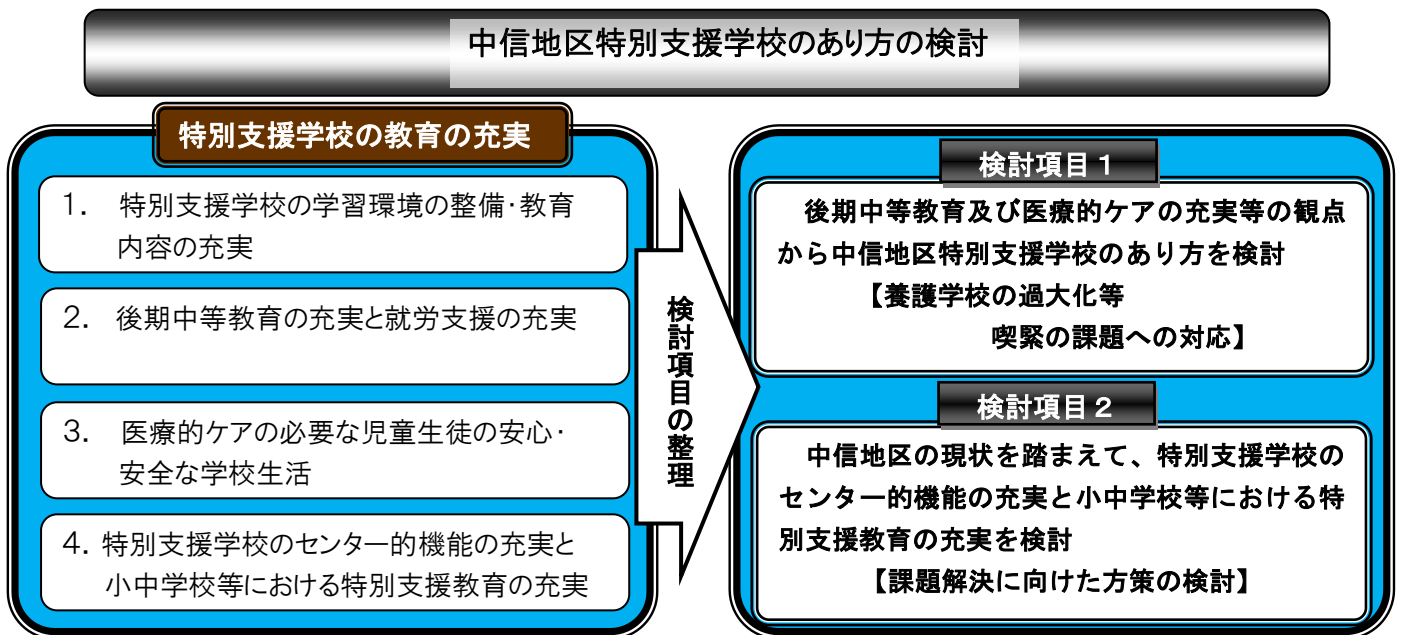 中信地区特別支援学校のあり方の検討
特別支援学校の教育の充実
1. 特別支援学校の学習環境の整備･教育
内容の充実
2. 後期中等教育の充実と就労支援の充実
3. 医療的ケアの必要な児童生徒の安心･
安全な学校生活
4. 特別支援学校のセンター的機能の充実と
小中学校等における特別支援教育の充実
検討項目の整理
検討項目１
後期中等教育及び医療的ケアの充実等の観点
から中信地区特別支援学校のあり方を検討
【養護学校の過大化等
喫緊の課題への対応】
検討項目２
中信地区の現状を踏まえて、特別支援学校の
センター的機能の充実と小中学校等における特
別支援教育の充実を検討
【課題解決に向けた方策の検討】